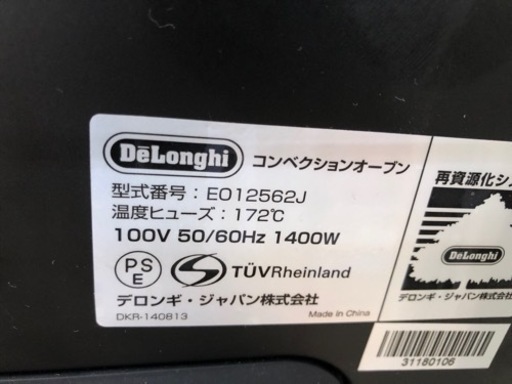 DeLonghi コンベクションオーブン
型式番号：EO12562J
温度ヒューズ：172℃
100V 50/60Hz 1400W
PS
E
TÜVRheinland
デロンギ・ジャパン株式会社
DKR-140813
Made in China
再資源化シ
DeLonghi
デロンギ・ジャパン株式会
31180106